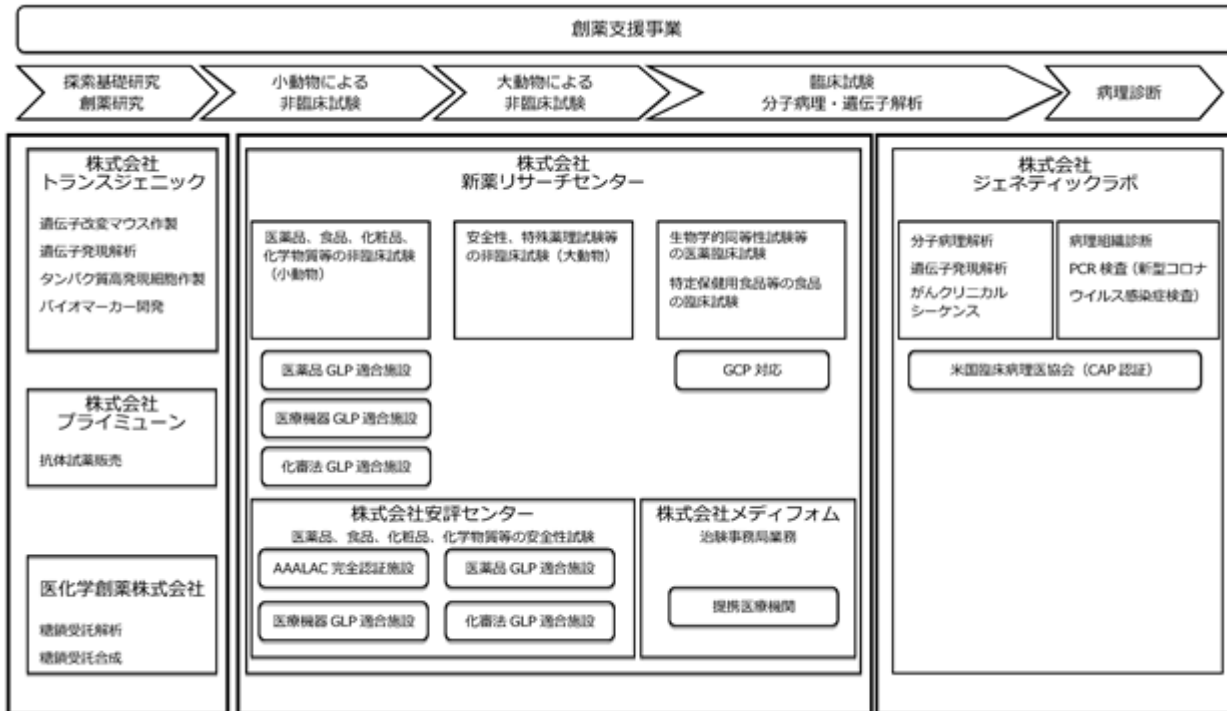 創薬支援事業
探索基礎研究
創薬研究
小動物による
非臨床試験
大動物による
非臨床試験
臨床試験
分子病理・遺伝子解析
病理診断
株式会社
トランスジェニック
遺伝子改変マウス作製
遺伝子発現解析
タンパク質高発現細胞作製
バイオマーカー開発
株式会社
プライミューン
抗体試薬販売
医化学創薬株式会社
糖鎖受託解析
糖鎖受託合成
株式会社
新薬リサーチセンター
医薬品、食品、化粧品、
化学物質等の非臨床試験
（小動物）
安全性、特殊薬理試験等
の非臨床試験（大動物）
生物学的同等性試験等
の医薬臨床試験
特定保健用食品等の食品
の臨床試験
医薬品 GLP 適合施設
医療機器 GLP 適合施設
化審法 GLP 適合施設
GCP 対応
株式会社安評センター
医薬品、食品、化粧品、化学物質等の安全性試験
AAALAC 完全認証施設
医薬品 GLP 適合施設
医療機器 GLP 適合施設
化審法 GLP 適合施設
株式会社メディフォム
治験事務局業務
提携医療機関
株式会社
ジェネティックラボ
分子病理解析
遺伝子発現解析
がんクリニカル
シーケンス
病理組織診断
PCR 検査（新型コロナ
ウイルス感染症検査）
米国臨床病理医協会（CAP 認証）